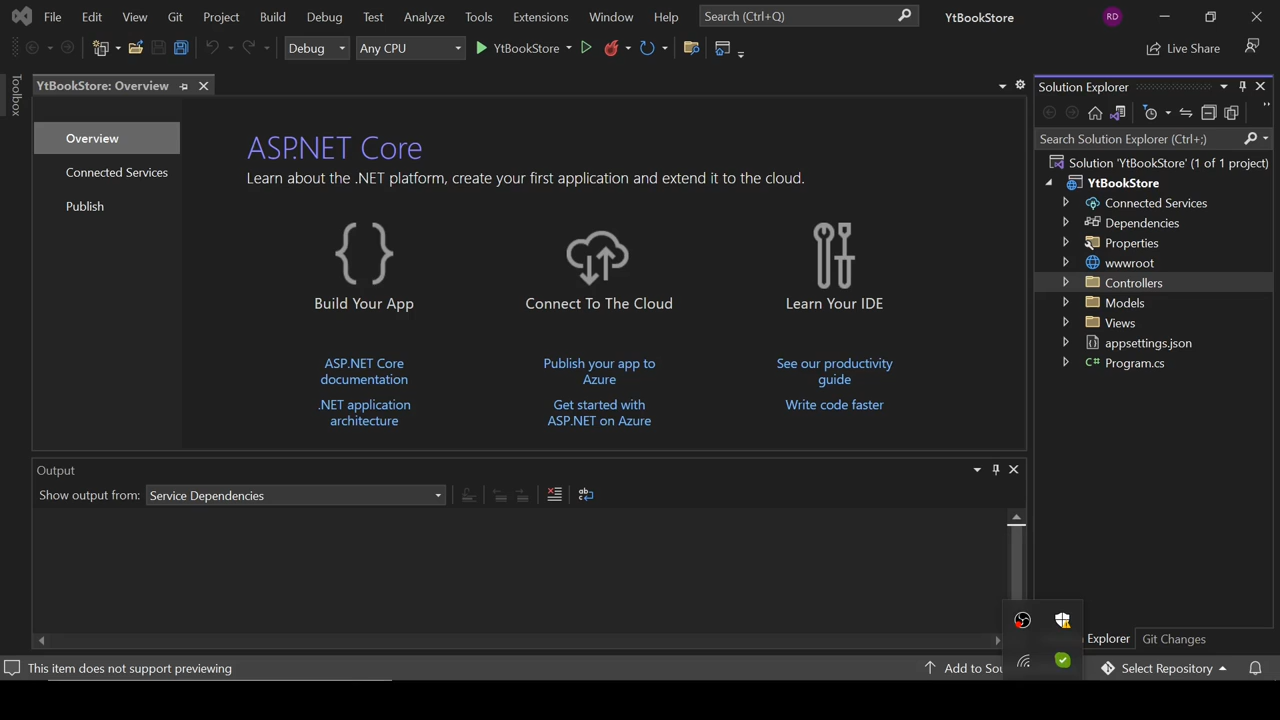 File Edit View Git Project Build Debug Test Analyze Tools Extensions Window Help Search (Ctrl+Q) YtBookStore RD
Debug Any CPU YtBookStore Live Share
Toolbox
YtBookStore: Overview
Overview
Connected Services
Publish
ASP.NET Core
Learn about the .NET platform, create your first application and extend it to the cloud.
Build Your App
ASP.NET Core
documentation
.NET application
architecture
Connect To The Cloud
Publish your app to
Azure
Get started with
ASP.NET on Azure
Learn Your IDE
See our productivity
guide
Write code faster
Solution Explorer
Search Solution Explorer (Ctrl+;)
Solution 'YtBookStore' (1 of 1 project)
YtBookStore
Connected Services
Dependencies
Properties
wwwroot
Controllers
Models
Views
appsettings.json
Program.cs
Output
Show output from: Service Dependencies
Explorer Git Changes
This item does not support previewing Add to Sou Select Repository